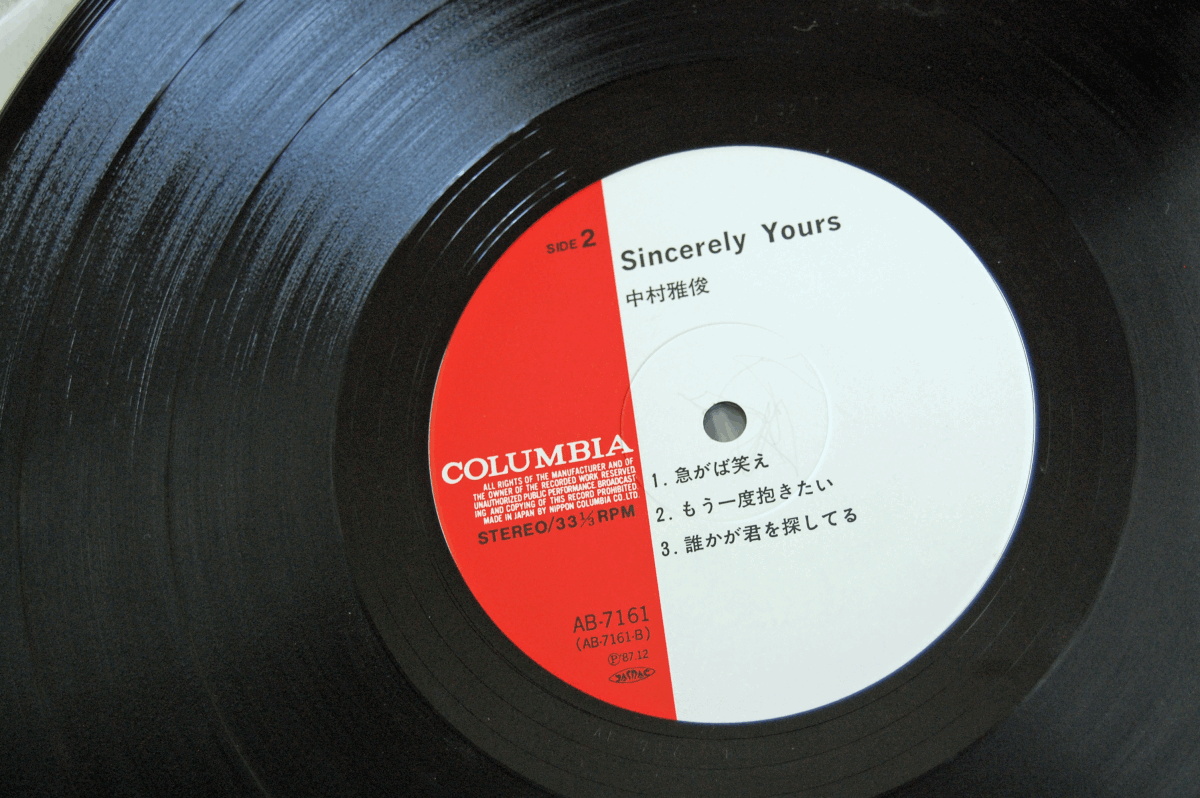 SIDE 2
Sincerely Yours
中村雅俊
COLUMBIA
ALL RIGHTS OF THE MANUFACTURER AND OF
THE OWNER OF THE RECORDED WORK RESERVED.
UNAUTHORIZED PUBLIC PERFORMANCE BROADCAST-
ING AND COPYING OF THIS RECORD PROHIBITED.
MADE IN JAPAN BY NIPPON COLUMBIA CO.LTD.
STEREO/33⅓RPM
1. 急がば笑え
2. もう一度抱きたい
3. 誰かが君を探してる
AB-7161
(AB-7161-B)
Ⓟ'87.12